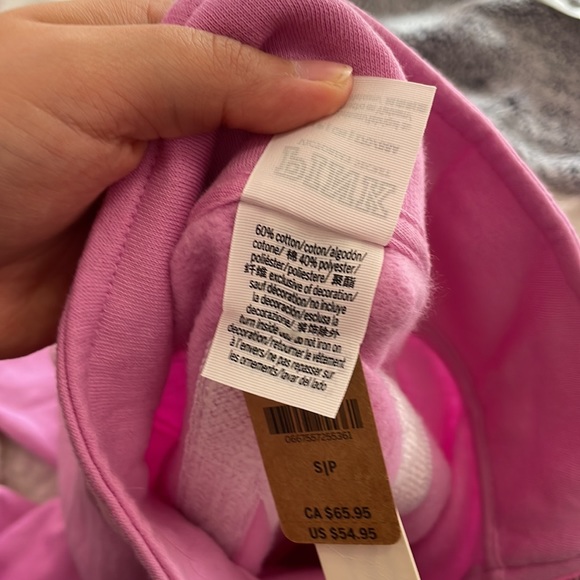 PINK
60% cotton/coton/algodón/
cotone/ 棉 40% polyester/
poliéster/poliestere/ 聚酯
纤维 exclusive of decoration/
sauf décoration/no incluye
la decoración/esclusa la
decorazione/ 装饰除外
turn inside do not iron on
decoration/retourner le vêtement
à l'envers/ne pas repasser sur
les ornements/lavar del lado
0667557255361
S|P
CA $65.95
US $54.95